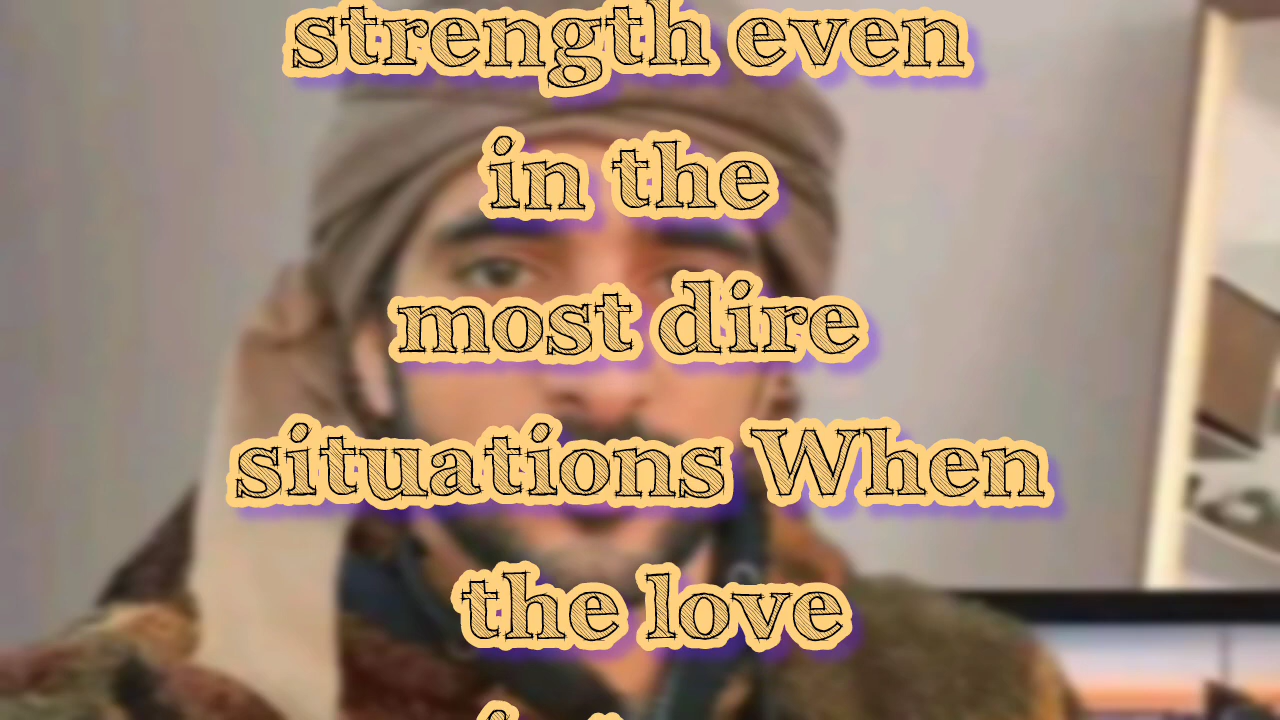 strength even
in the
most dire
situations When
the love